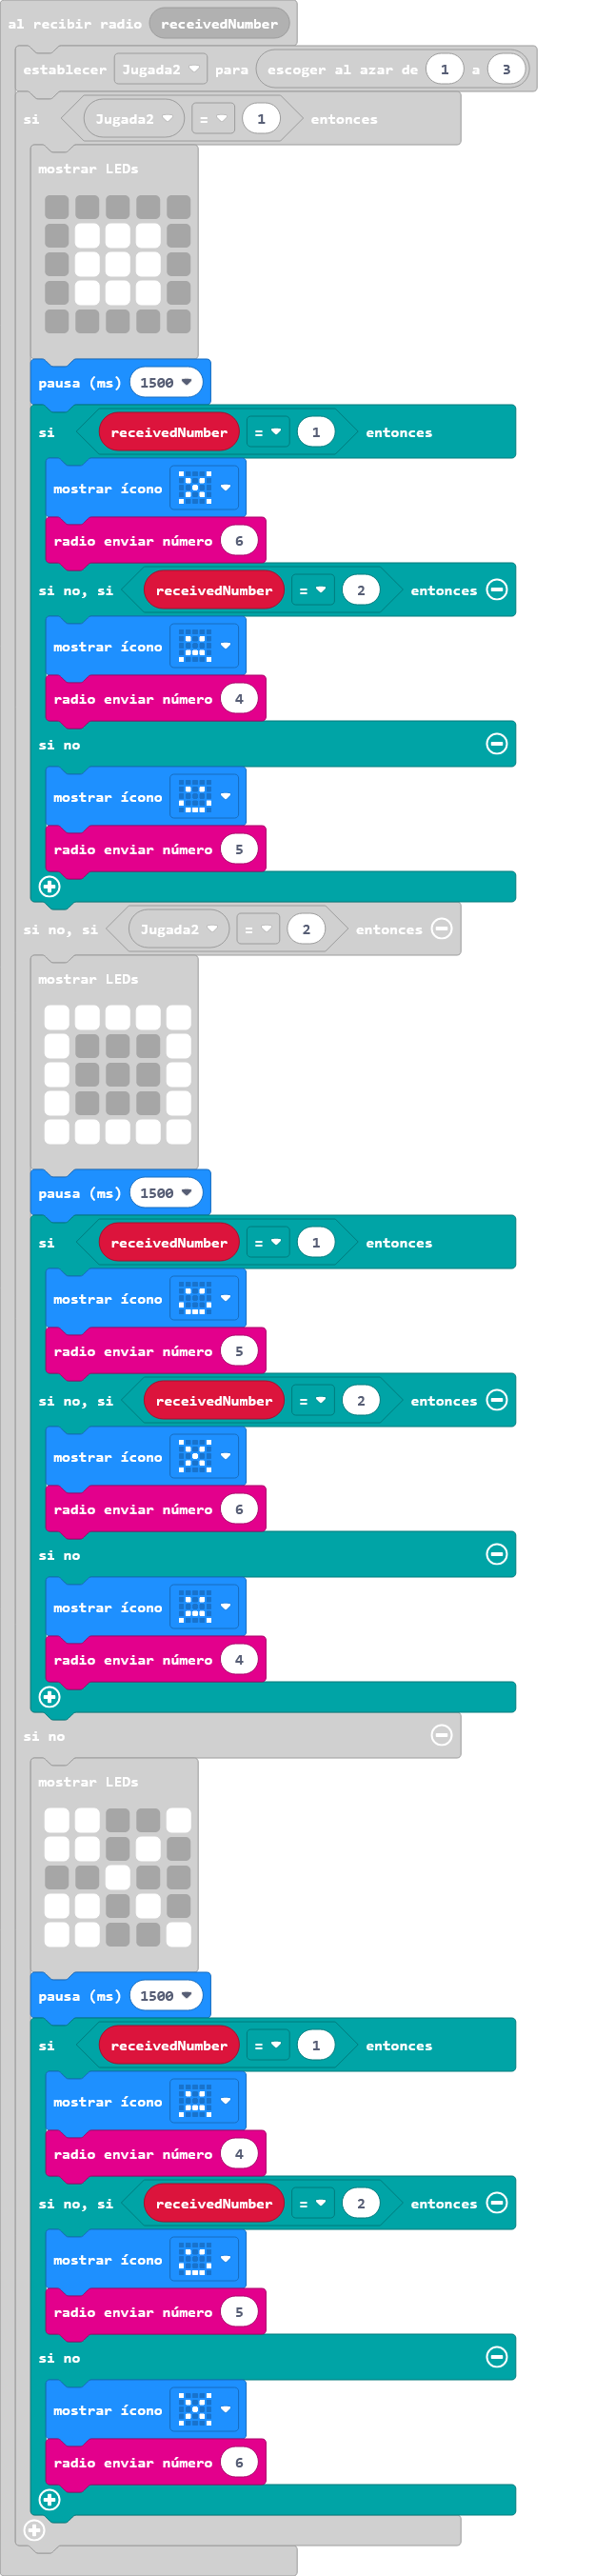 al recibir radio receivedNumber
establecer Jugada2 para escoger al azar de 1 a 3
si Jugada2 = 1 entonces
mostrar LEDs
pausa (ms) 1500
si receivedNumber = 1 entonces
mostrar ícono
radio enviar número 6
si no, si receivedNumber = 2 entonces
mostrar ícono
radio enviar número 4
si no
mostrar ícono
radio enviar número 5
si no, si Jugada2 = 2 entonces
mostrar LEDs
pausa (ms) 1500
si receivedNumber = 1 entonces
mostrar ícono
radio enviar número 5
si no, si receivedNumber = 2 entonces
mostrar ícono
radio enviar número 6
si no
mostrar ícono
radio enviar número 4
si no
mostrar LEDs
pausa (ms) 1500
si receivedNumber = 1 entonces
mostrar ícono
radio enviar número 4
si no, si receivedNumber = 2 entonces
mostrar ícono
radio enviar número 5
si no
mostrar ícono
radio enviar número 6